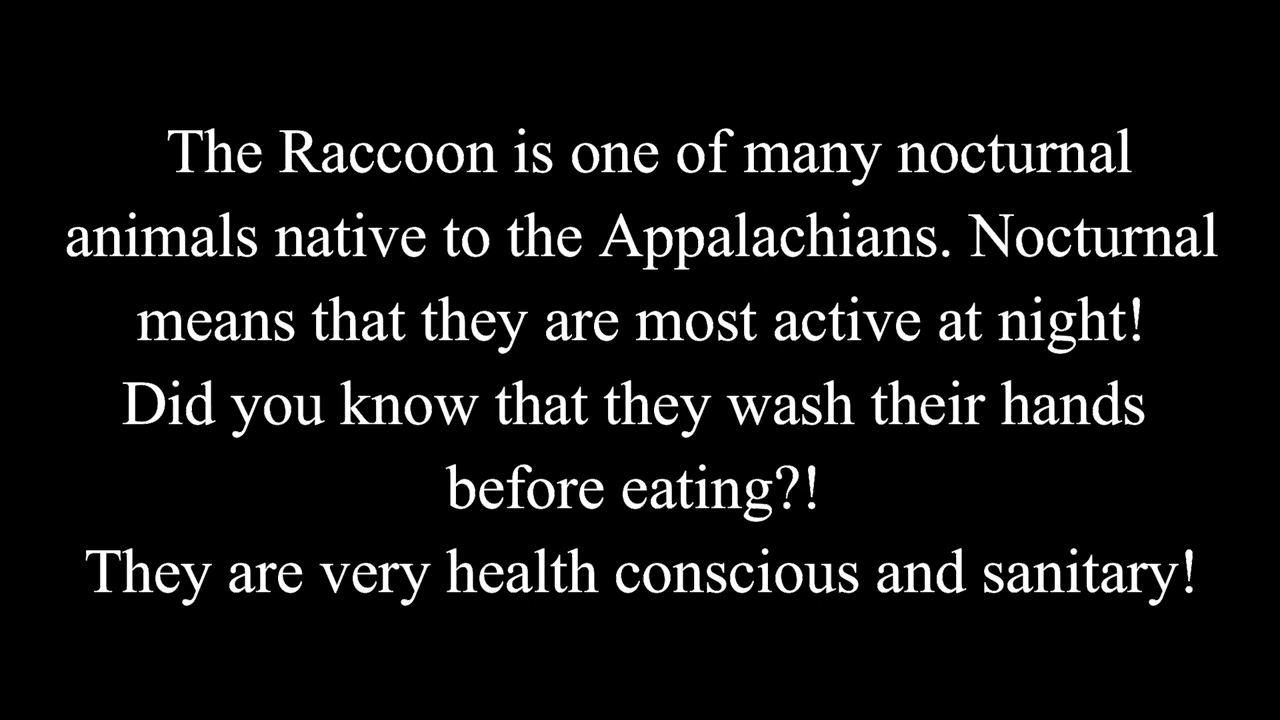 The Raccoon is one of many nocturnal
animals native to the Appalachians. Nocturnal
means that they are most active at night!
Did you know that they wash their hands
before eating?!
They are very health conscious and sanitary!